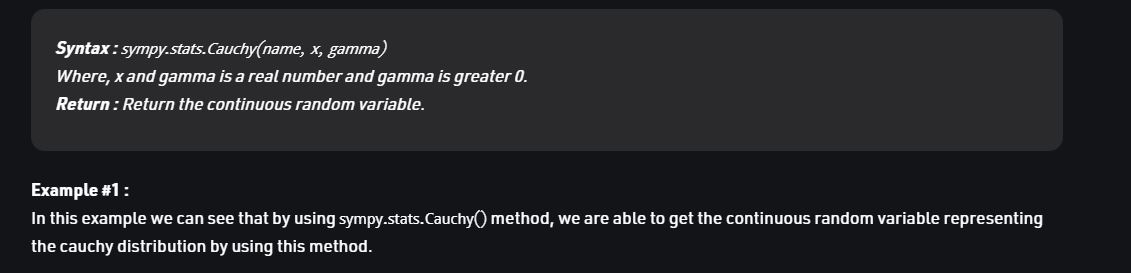 Syntax : sympy.stats.Cauchy(name, x, gamma)
Where, x and gamma is a real number and gamma is greater 0.
Return : Return the continuous random variable.
Example #1 :
In this example we can see that by using sympy.stats.Cauchy() method, we are able to get the continuous random variable representing
the cauchy distribution by using this method.